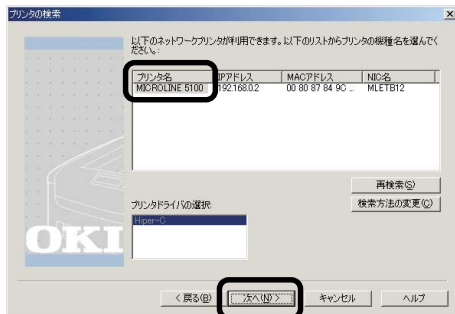 プリンタの検索
以下のネットワークプリンタが利用できます。以下のリストからプリンタの機種名を選んでく
ださい。:
プリンタ名 IPアドレス MACアドレス NIC名
MICROLINE 5100 192.168.0.2 00 80 87 84 9C ... MLETB12
再検索(S)
検索方法の変更(C)
プリンタドライバの選択:
Hiper-C
OKI
< 戻る(B) 次へ(N) > キャンセル ヘルプ